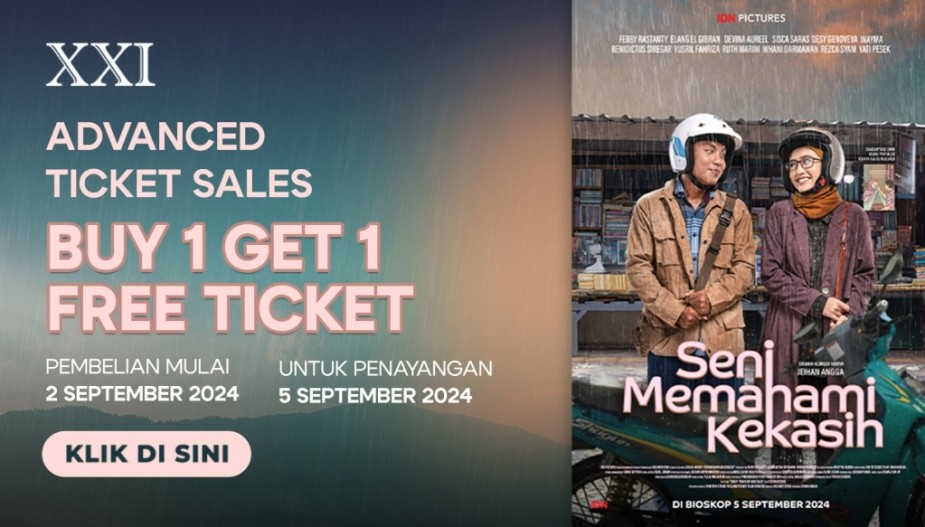 XXI
ADVANCED
TICKET SALES
BUY 1 GET 1
FREE TICKET
PEMBELIAN MULAI
2 SEPTEMBER 2024
UNTUK PENAYANGAN
5 SEPTEMBER 2024
KLIK DI SINI
IDN PICTURES
FEBBY RASTANTY ELANG EL GIBRAN DEVINA AUREEL SISCA SARAS DESY GENOVEVA INAYMA
BENIDICTUS SIREGAR YUSRIL FAHRIZA RUTH MARINI WHANI DARMAWAN REZCA SYAM YATI PESEK
Seni
Memahami
Kekasih
JEIHAN ANGGA
IDN
DI BIOSKOP 5 SEPTEMBER 2024